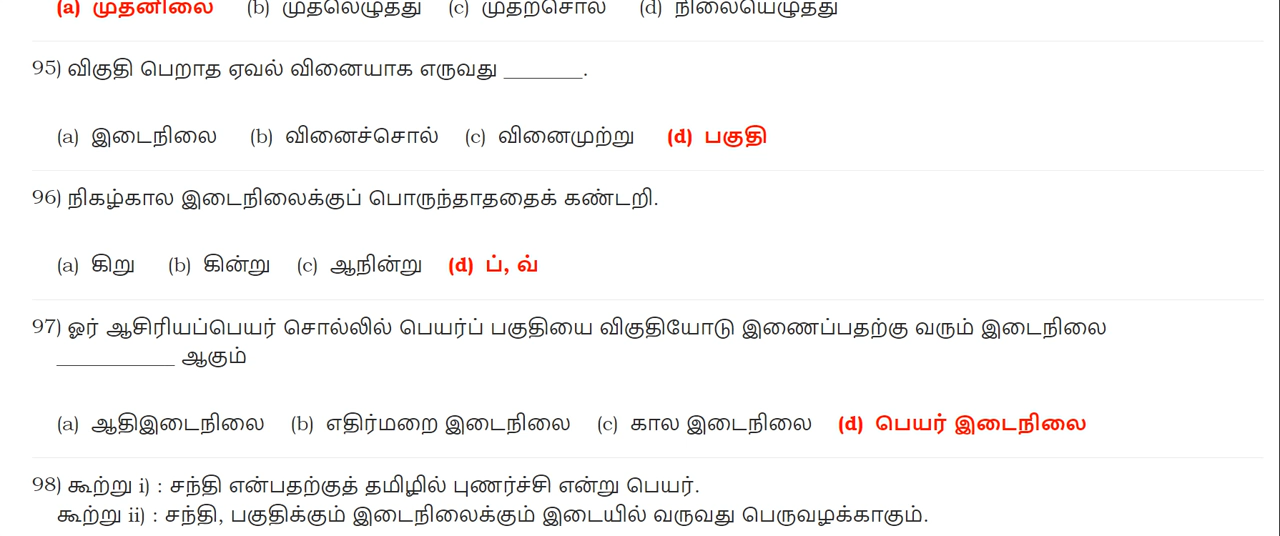 (a) முதனிலை (b) முதலெழுத்து (c) முதற்சொல் (d) நிலையெழுத்து
95) விகுதி பெறாத ஏவல் வினையாக எருவது _______.
(a) இடைநிலை (b) வினைச்சொல் (c) வினைமுற்று (d) பகுதி
96) நிகழ்கால இடைநிலைக்குப் பொருந்தாததைக் கண்டறி.
(a) கிறு (b) கின்று (c) ஆநின்று (d) ப், வ்
97) ஓர் ஆசிரியப்பெயர் சொல்லில் பெயர்ப் பகுதியை விகுதியோடு இணைப்பதற்கு வரும் இடைநிலை
___________ ஆகும்
(a) ஆதிஇடைநிலை (b) எதிர்மறை இடைநிலை (c) கால இடைநிலை (d) பெயர் இடைநிலை
98) கூற்று i) : சந்தி என்பதற்குத் தமிழில் புணர்ச்சி என்று பெயர்.
கூற்று ii) : சந்தி, பகுதிக்கும் இடைநிலைக்கும் இடையில் வருவது பெருவழக்காகும்.